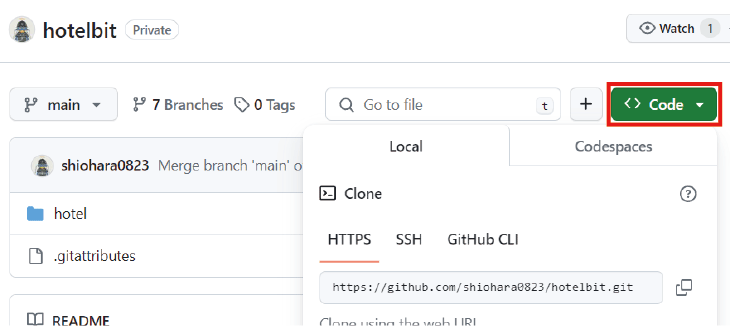 hotelbit Private
Watch 1
main 7 Branches 0 Tags Go to file t + <> Code
Local Codespaces
shiohara0823 Merge branch 'main' o
Clone ?
hotel
HTTPS SSH GitHub CLI
.gitattributes
https://github.com/shiohara0823/hotelbit.git
README
Clone using the web URL